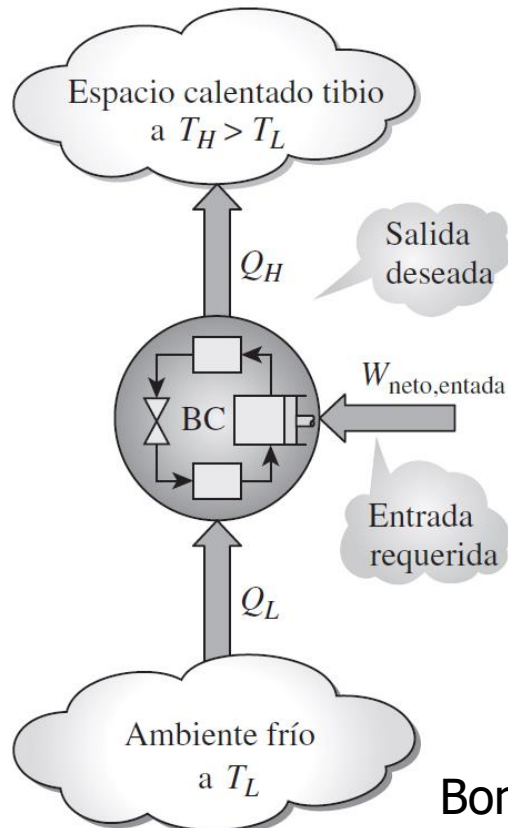 Espacio calentado tibio
a T_H > T_L
Salida
deseada
Q_H
W_neto,entada
BC
Entrada
requerida
Q_L
Ambiente frío
a T_L
Bor